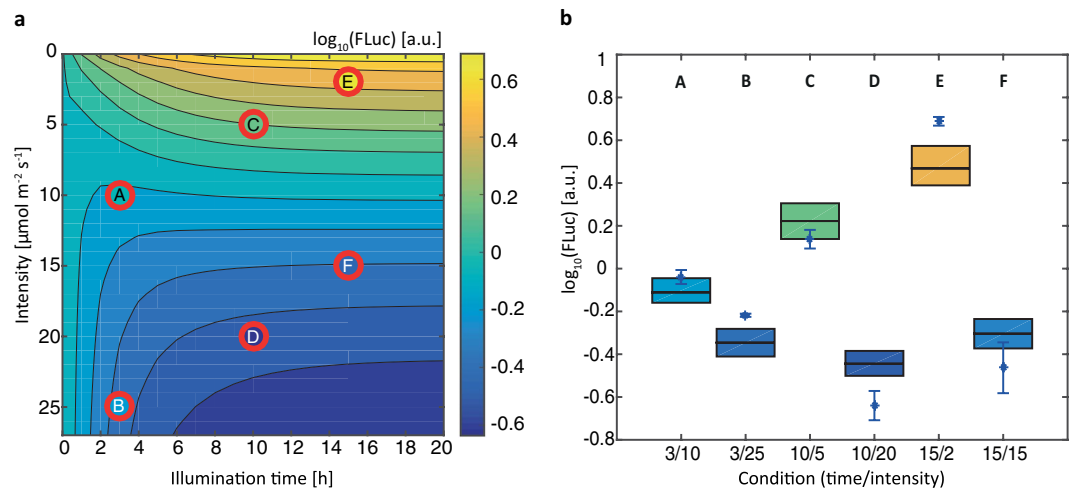 a
log10(FLuc) [a.u.]
0
5
10
15
20
25
Intensity [µmol m-2 s-1]
0 2 4 6 8 10 12 14 16 18 20
Illumination time [h]
E
C
A
F
D
B
0.6
0.4
0.2
0
-0.2
-0.4
-0.6
b
1
0.8
0.6
0.4
0.2
0
-0.2
-0.4
-0.6
-0.8
log10(FLuc) [a.u.]
A B C D E F
3/10 3/25 10/5 10/20 15/2 15/15
Condition (time/intensity)